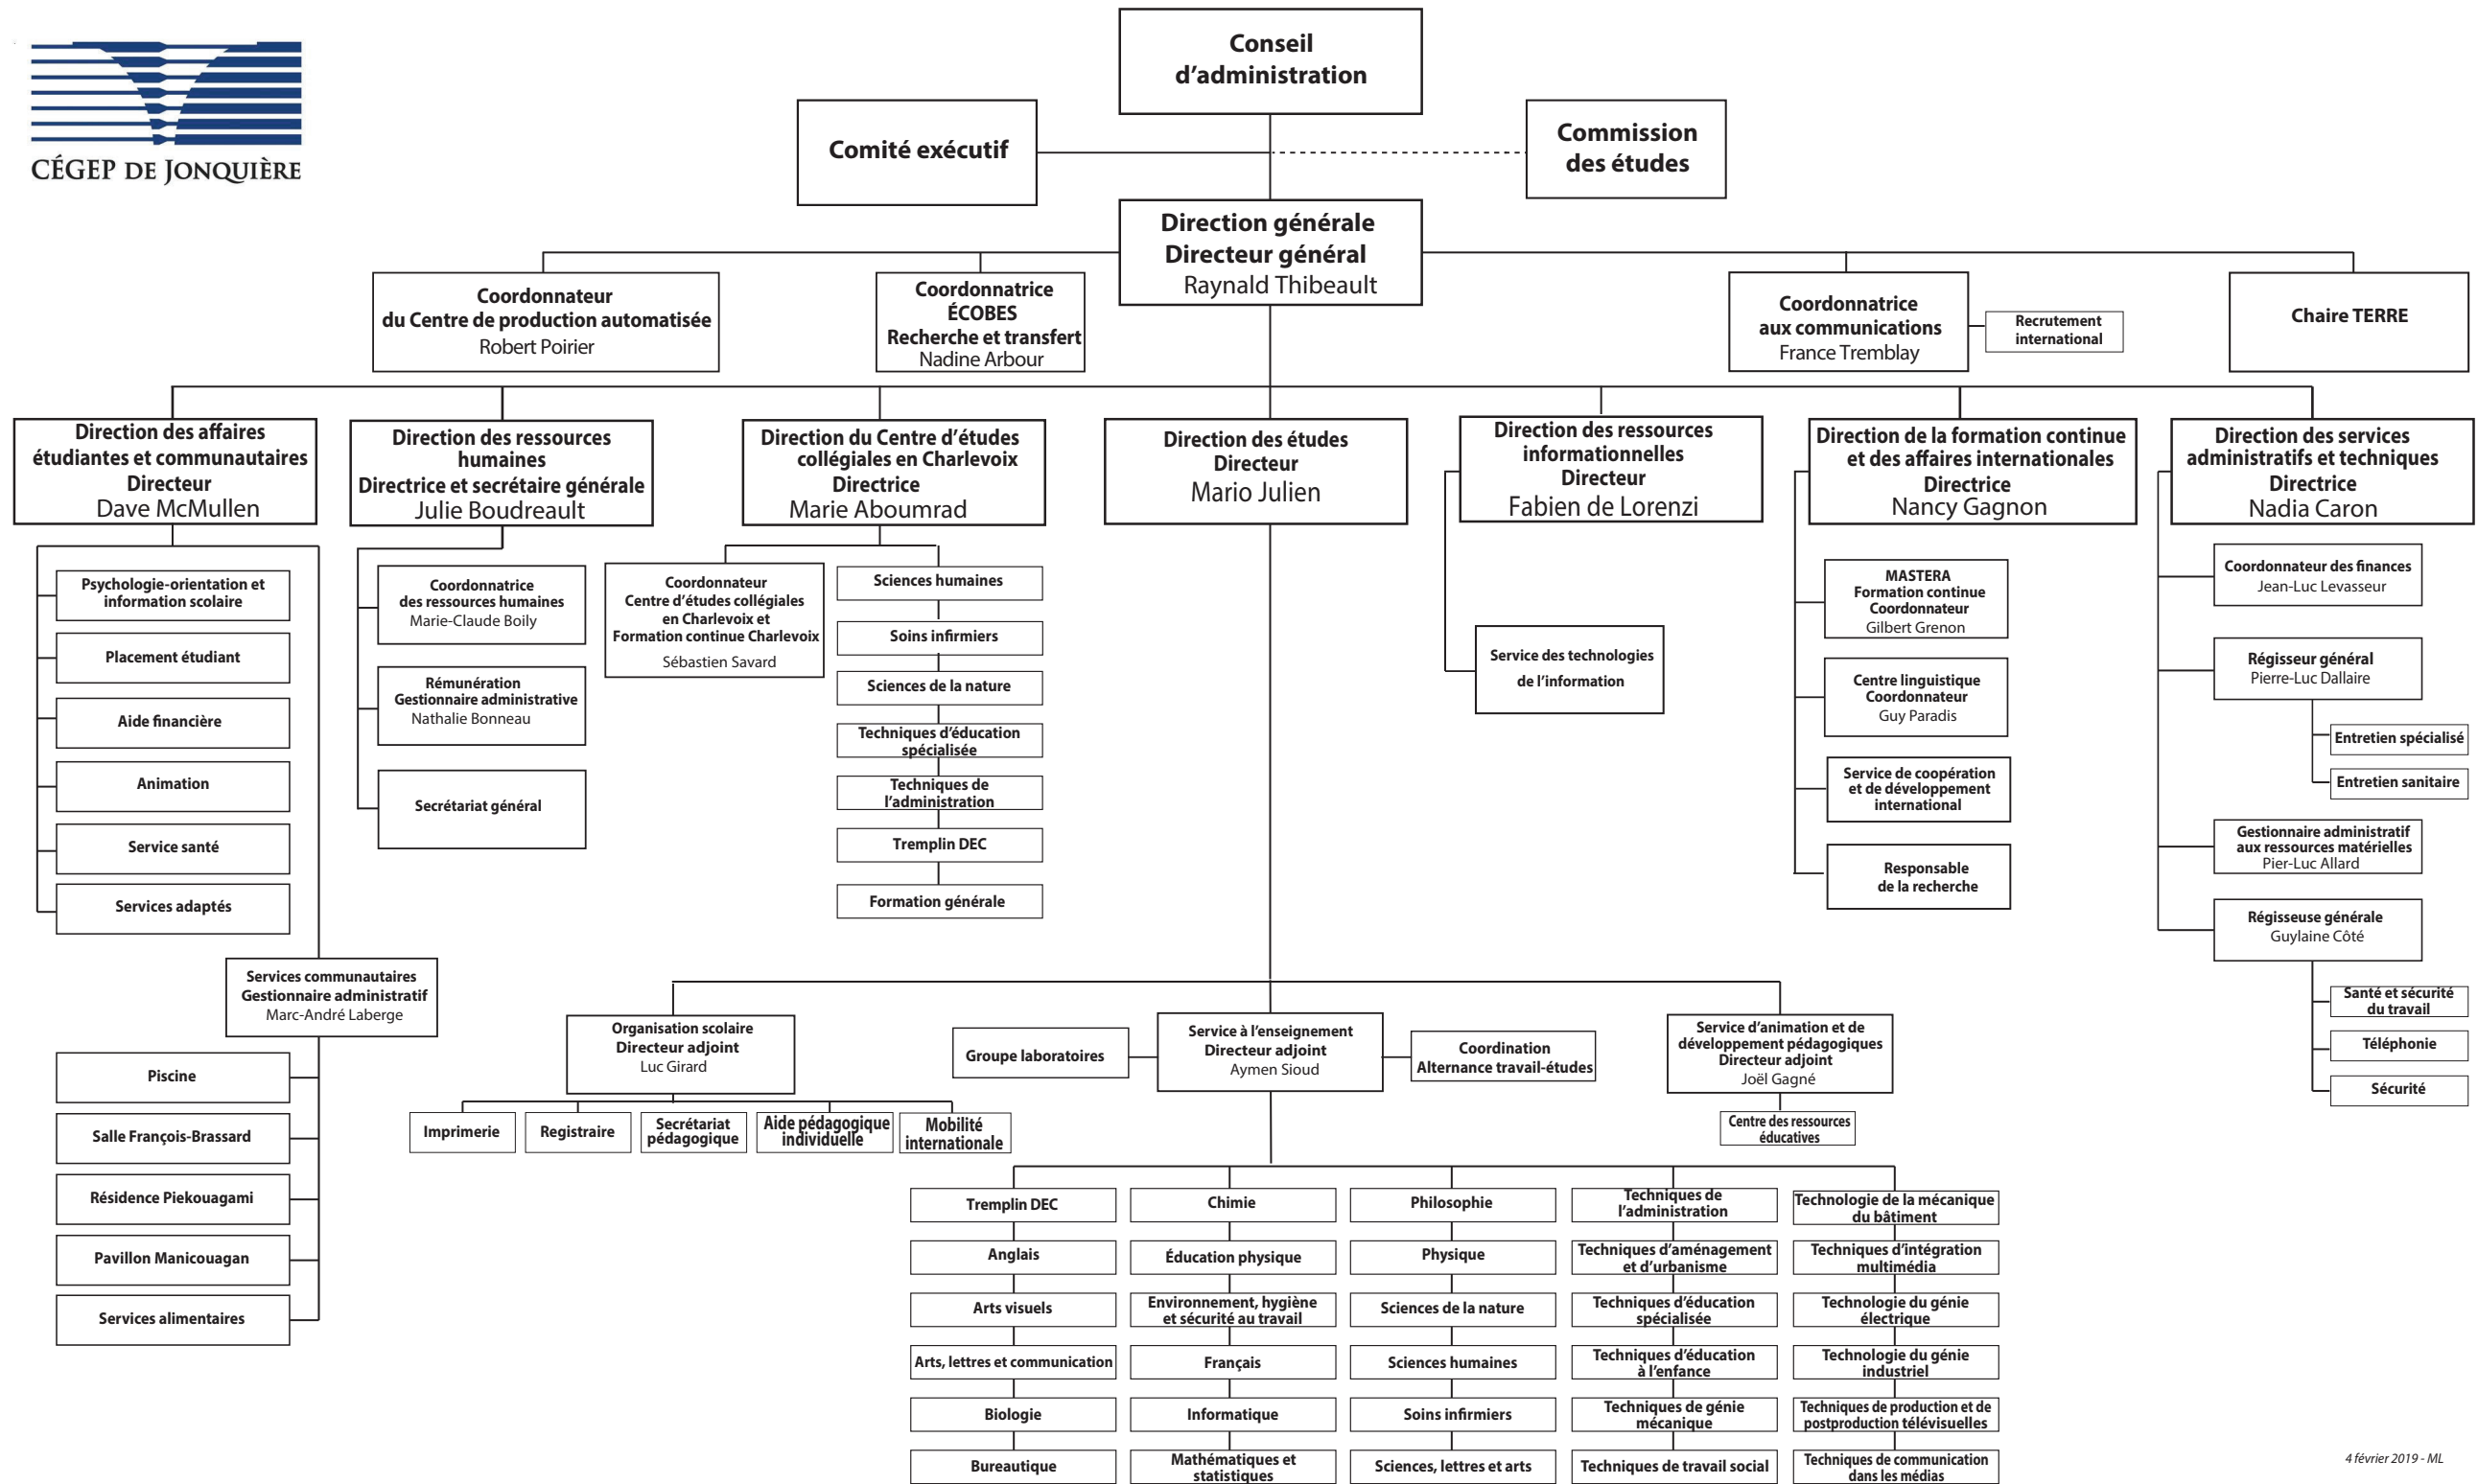 CÉGEP DE JONQUIÈRE
Conseil
d'administration
Comité exécutif
Commission
des études
Direction générale
Directeur général
Raynald Thibeault
Coordonnateur
du Centre de production automatisée
Robert Poirier
Coordonnatrice
ÉCOBES
Recherche et transfert
Nadine Arbour
Coordonnatrice
aux communications
France Tremblay
Recrutement
international
Chaire TERRE
Direction des affaires
étudiantes et communautaires
Directeur
Dave McMullen
Direction des ressources
humaines
Directrice et secrétaire générale
Julie Boudreault
Direction du Centre d'études
collégiales en Charlevoix
Directrice
Marie Aboumrad
Direction des études
Directeur
Mario Julien
Direction des ressources
informationnelles
Directeur
Fabien de Lorenzi
Direction de la formation continue
et des affaires internationales
Directrice
Nancy Gagnon
Direction des services
administratifs et techniques
Directrice
Nadia Caron
Psychologie-orientation et
information scolaire
Placement étudiant
Aide financière
Animation
Service santé
Services adaptés
Services communautaires
Gestionnaire administratif
Marc-André Laberge
Piscine
Salle François-Brassard
Résidence Piekouagami
Pavillon Manicouagan
Services alimentaires
Coordonnatrice
des ressources humaines
Marie-Claude Boily
Rémunération
Gestionnaire administrative
Nathalie Bonneau
Secrétariat général
Coordonnateur
Centre d'études collégiales
en Charlevoix et
Formation continue Charlevoix
Sébastien Savard
Sciences humaines
Soins infirmiers
Sciences de la nature
Techniques d'éducation
spécialisée
Techniques de
l'administration
Tremplin DEC
Formation générale
Service des technologies
de l'information
MASTERA
Formation continue
Coordonnateur
Gilbert Grenon
Centre linguistique
Coordonnateur
Guy Paradis
Service de coopération
et de développement
international
Responsable
de la recherche
Coordonnateur des finances
Jean-Luc Levasseur
Régisseur général
Pierre-Luc Dallaire
Entretien spécialisé
Entretien sanitaire
Gestionnaire administratif
aux ressources matérielles
Pier-Luc Allard
Régisseuse générale
Guylaine Côté
Santé et sécurité
du travail
Téléphonie
Sécurité
Organisation scolaire
Directeur adjoint
Luc Girard
Imprimerie
Registraire
Secrétariat
pédagogique
Aide pédagogique
individuelle
Mobilité
internationale
Groupe laboratoires
Service à l'enseignement
Directeur adjoint
Aymen Sioud
Coordination
Alternance travail-études
Service d'animation et de
développement pédagogiques
Directeur adjoint
Joël Gagné
Centre des ressources
éducatives
Tremplin DEC
Anglais
Arts visuels
Arts, lettres et communication
Biologie
Bureautique
Chimie
Éducation physique
Environnement, hygiène
et sécurité au travail
Français
Informatique
Mathématiques et
statistiques
Philosophie
Physique
Sciences de la nature
Sciences humaines
Soins infirmiers
Sciences, lettres et arts
Techniques de
l'administration
Techniques d'aménagement
et d'urbanisme
Techniques d'éducation
spécialisée
Techniques d'éducation
à l'enfance
Techniques de génie
mécanique
Techniques de travail social
Technologie de la mécanique
du bâtiment
Techniques d'intégration
multimédia
Technologie du génie
électrique
Technologie du génie
industriel
Techniques de production et de
postproduction télévisuelles
Techniques de communication
dans les médias
4 février 2019 - ML